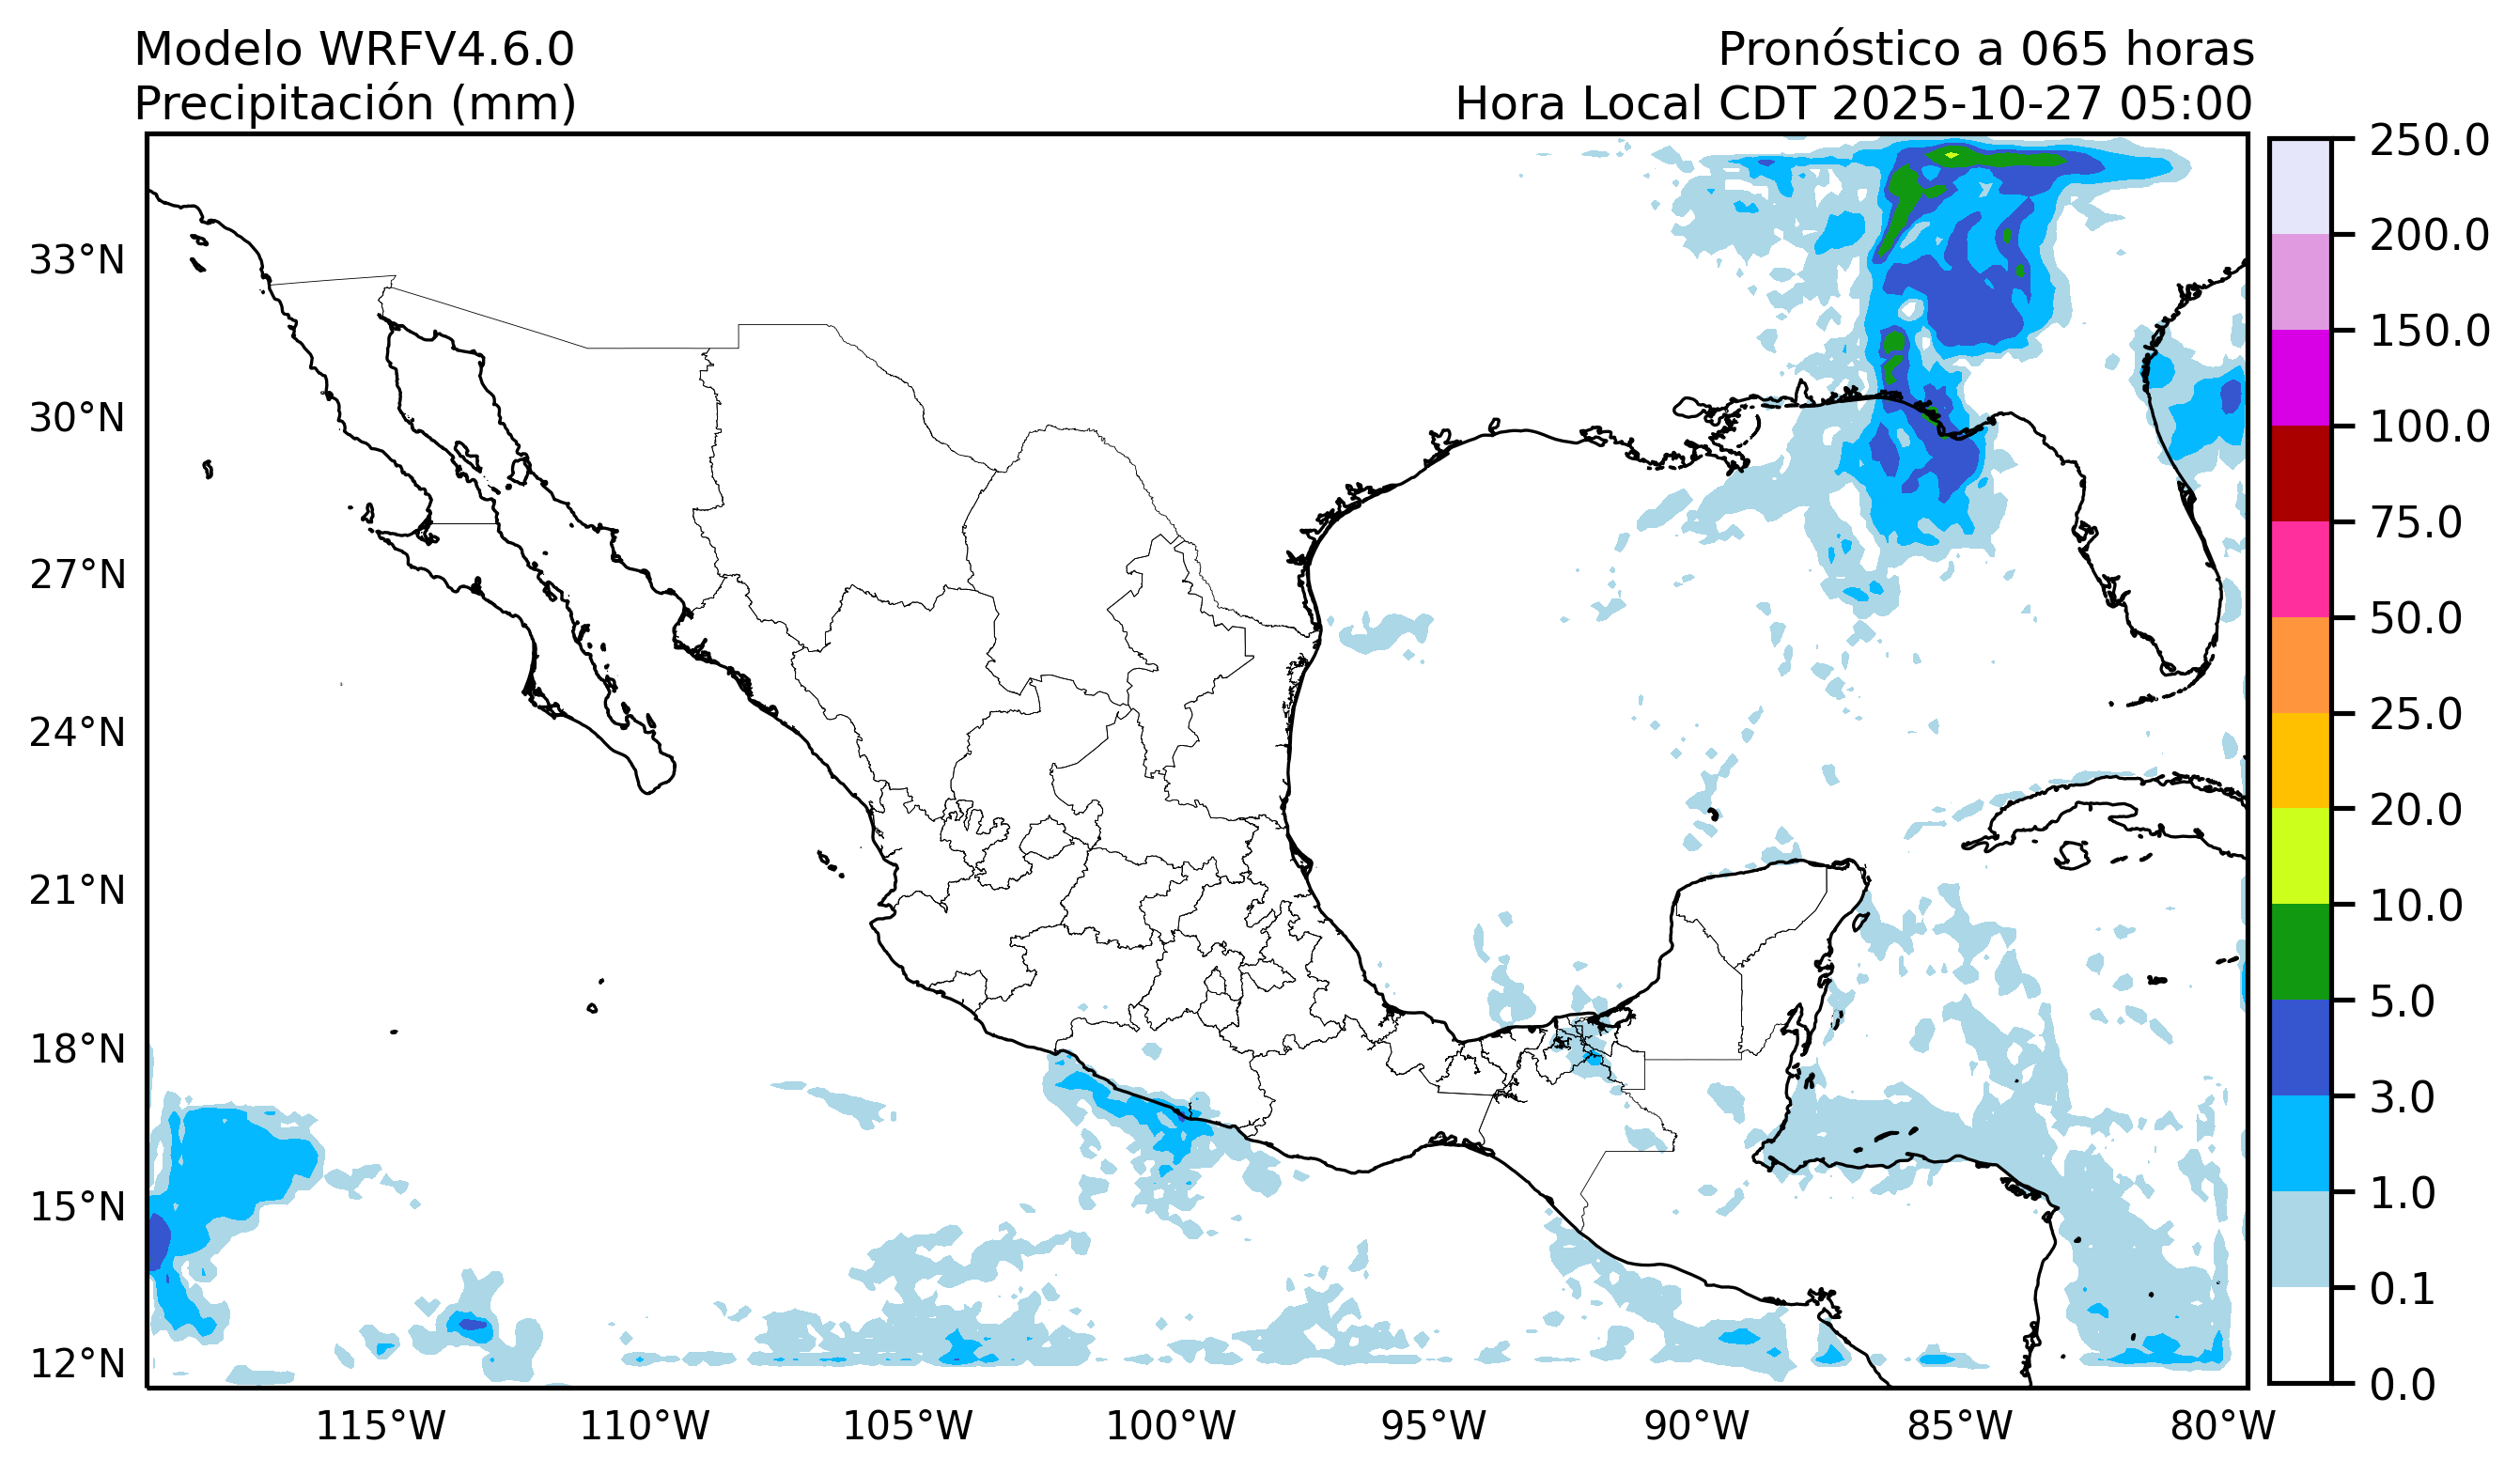 Modelo WRFV4.6.0
Precipitación (mm)
Pronóstico a 065 horas
Hora Local CDT 2025-10-27 05:00
33°N
30°N
27°N
24°N
21°N
18°N
15°N
12°N
115°W
110°W
105°W
100°W
95°W
90°W
85°W
80°W
250.0
200.0
150.0
100.0
75.0
50.0
25.0
20.0
10.0
5.0
3.0
1.0
0.1
0.0